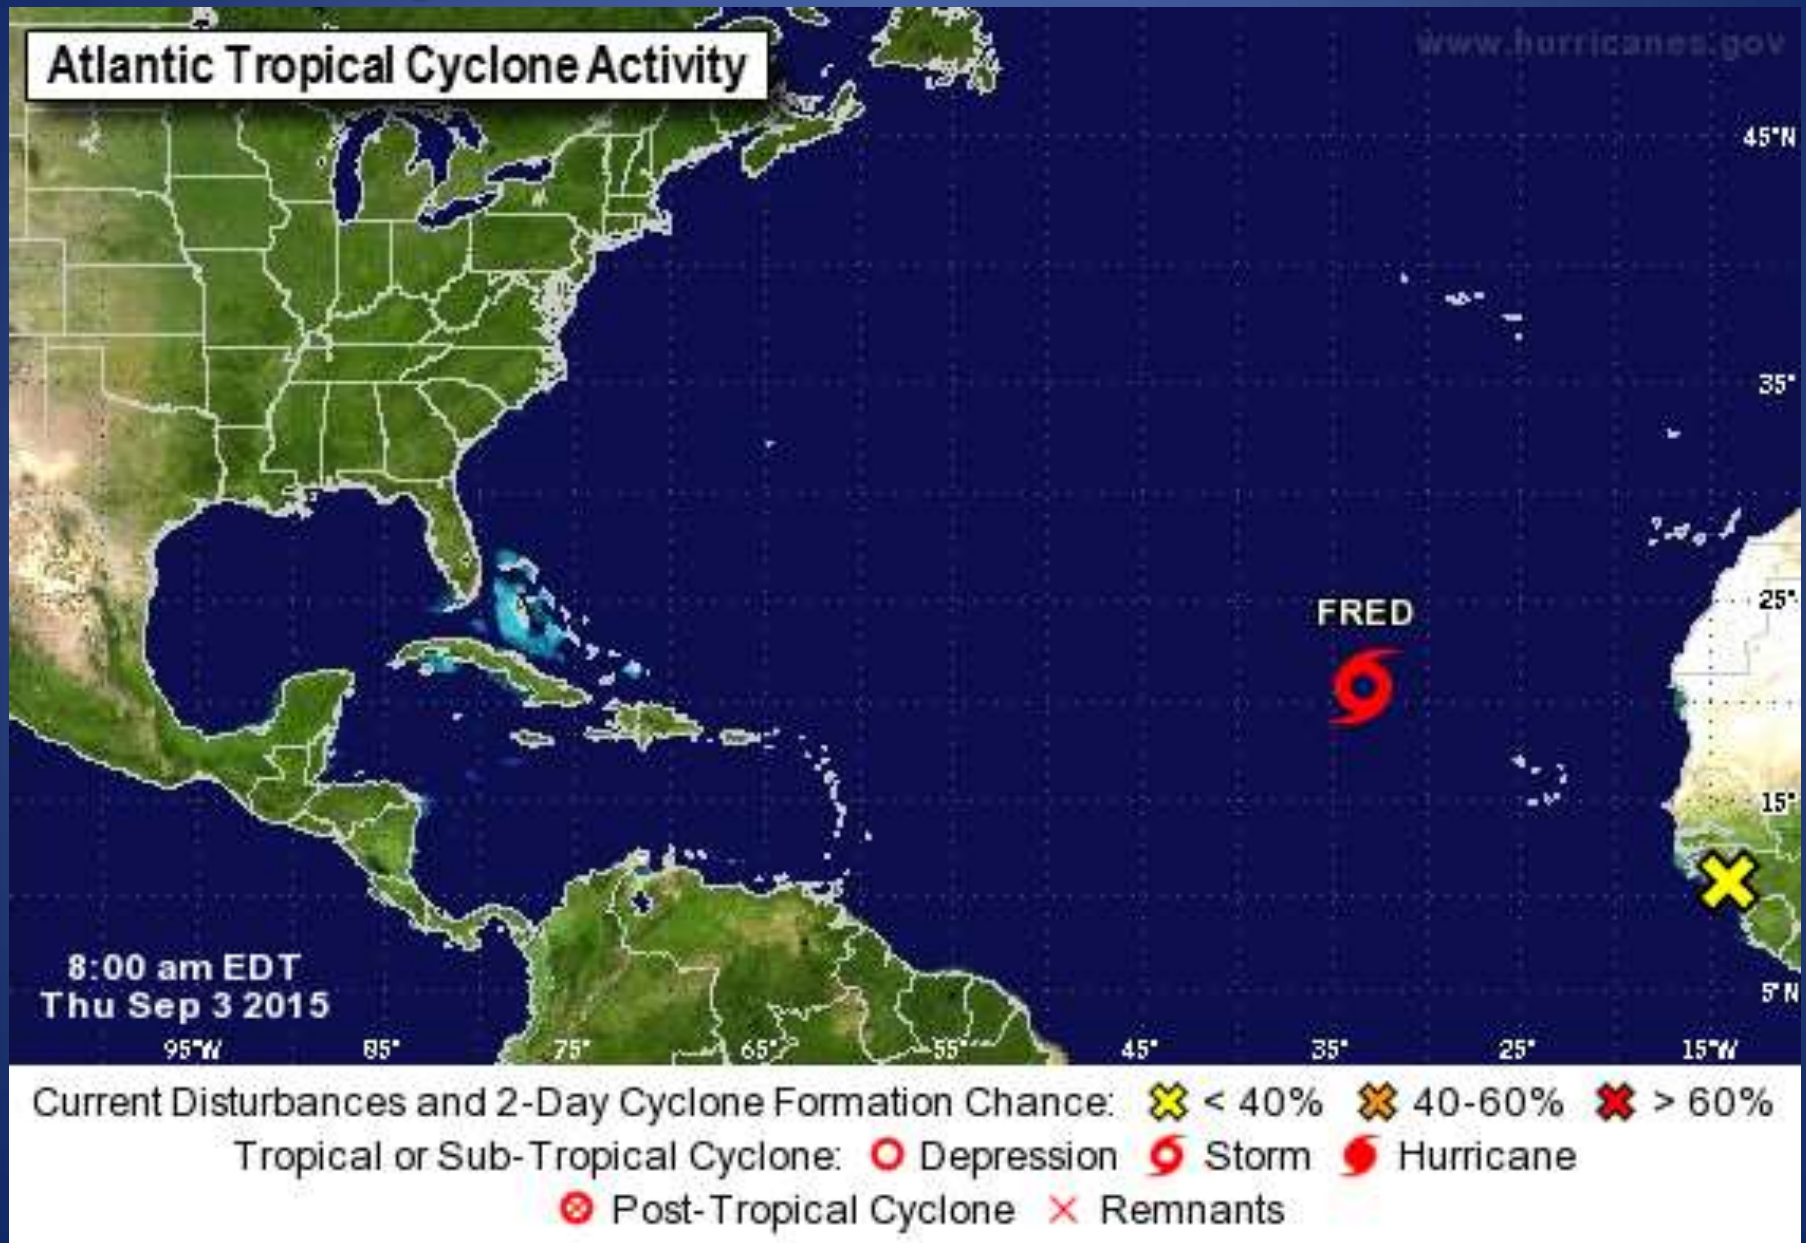 Atlantic Tropical Cyclone Activity
www.hurricanes.gov
45°N
35°
25°
15°
5°N
FRED
8:00 am EDT
Thu Sep 3 2015
95°W 85° 75° 65° 55° 45° 35° 25° 15°W
Current Disturbances and 2-Day Cyclone Formation Chance: < 40% 40-60% > 60%
Tropical or Sub-Tropical Cyclone: Depression Storm Hurricane
Post-Tropical Cyclone Remnants